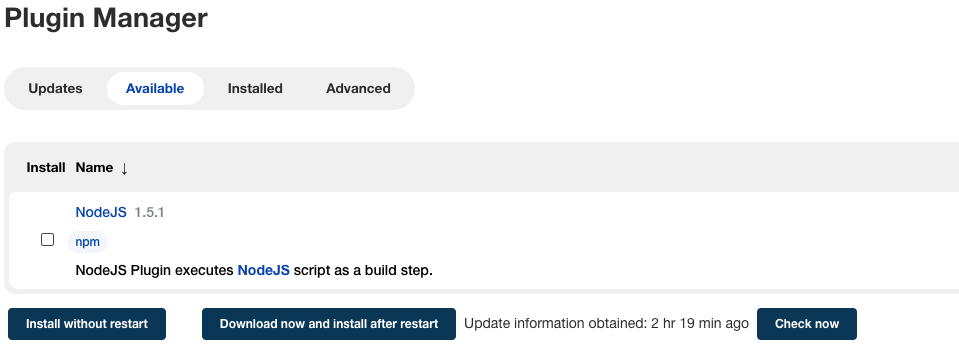 Plugin Manager
Updates Available Installed Advanced
Install Name ↓
NodeJS 1.5.1
npm
NodeJS Plugin executes NodeJS script as a build step.
Install without restart Download now and install after restart Update information obtained: 2 hr 19 min ago Check now